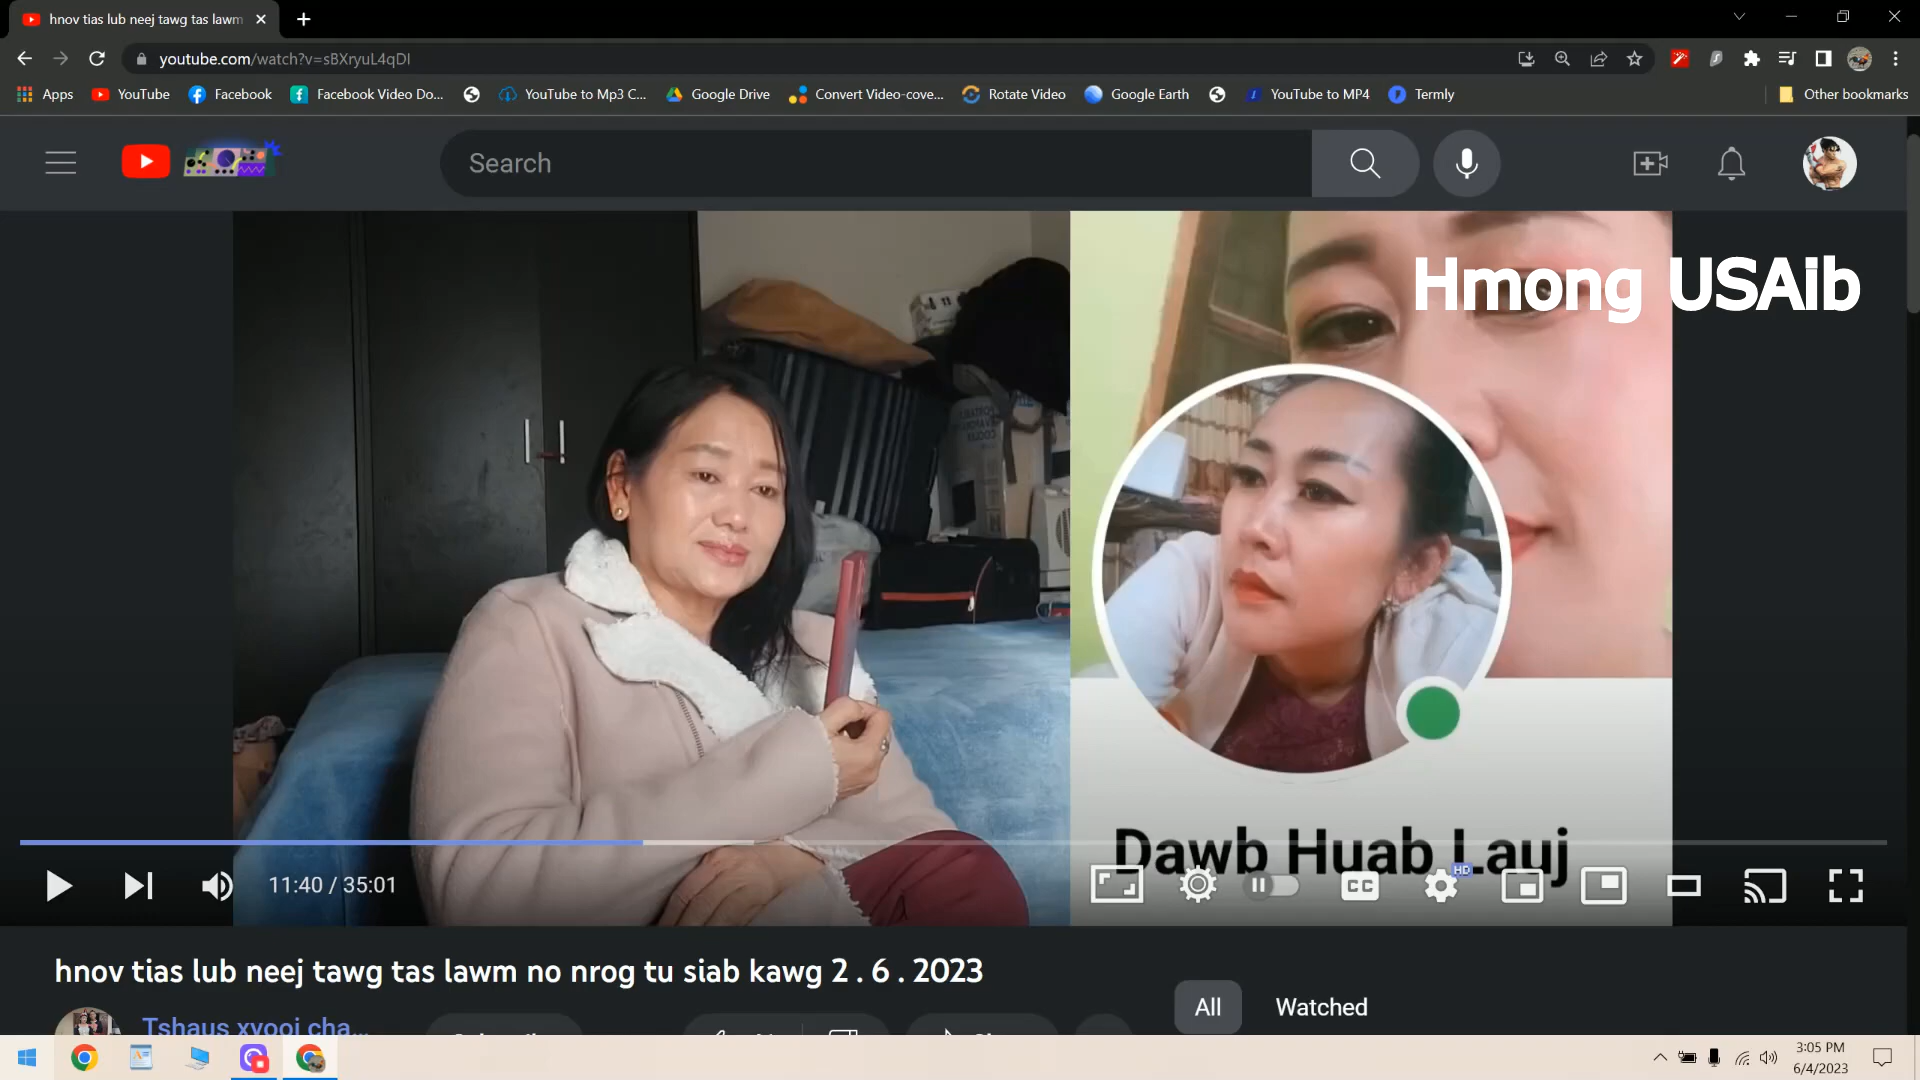 hnov tias lub neej tawg tas lawm
youtube.com/watch?v=sBXryuL4qDI
Apps YouTube Facebook Facebook Video Do... YouTube to Mp3 C... Google Drive Convert Video-cove... Rotate Video Google Earth YouTube to MP4 Termly Other bookmarks
Search
Hmong USAib
Dawb Huab Lauj
11:40 / 35:01
CC
HD
hnov tias lub neej tawg tas lawm no nrog tu siab kawg 2 . 6 . 2023
All Watched
Tshaus xyooj cha...
3:05 PM
6/4/2023